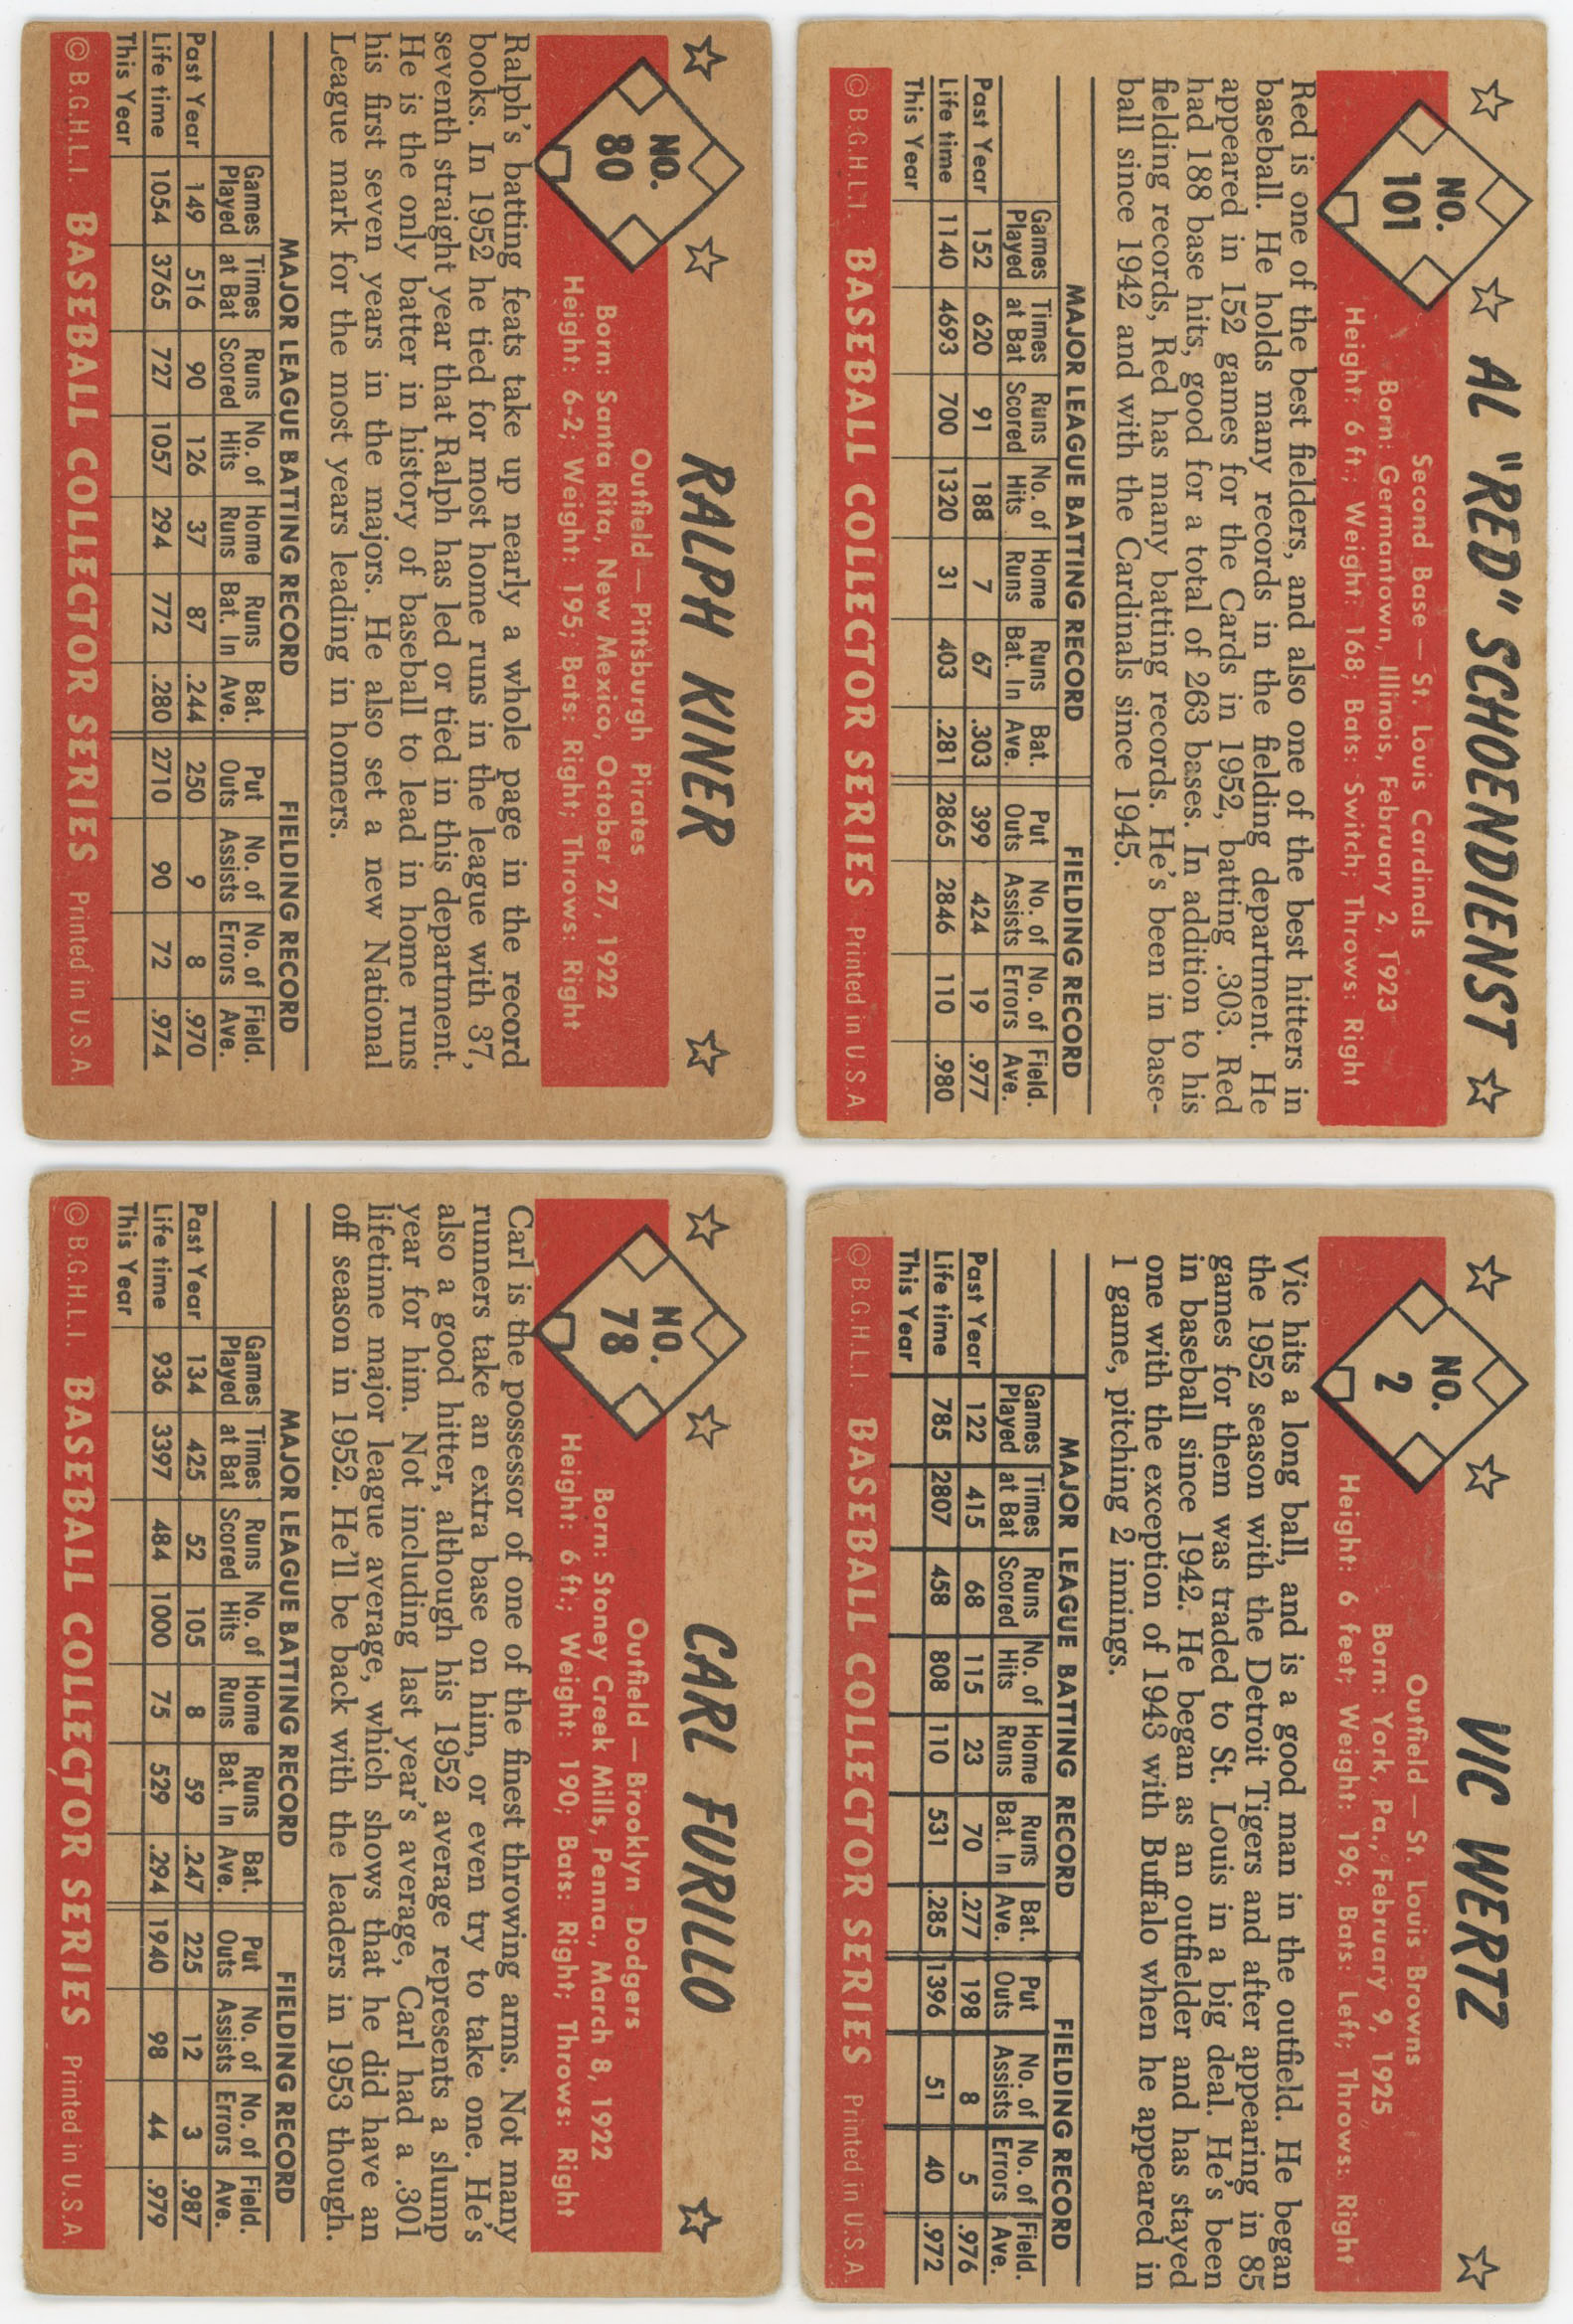 RALPH KINER
NO.
80
Outfield — Pittsburgh Pirates
Born: Santa Rita, New Mexico, October 27, 1922
Height: 6-2; Weight: 195; Bats: Right; Throws: Right
Ralph's batting feats take up nearly a whole page in the record
books. In 1952 he tied for most home runs in the league with 37,
seventh straight year that Ralph has led or tied in this department.
He is the only batter in history of baseball to lead in home runs
his first seven years in the majors. He also set a new National
League mark for the most years leading in homers.
MAJOR LEAGUE BATTING RECORD FIELDING RECORD
Games Played Times at Bat Runs Scored No. of Hits Home Runs Runs Bat. In Bat. Ave. Put Outs No. of Assists No. of Errors Field. Ave.
Past Year 149 516 90 126 37 87 .244 250 9 8 .970
Life time 1054 3765 727 1057 294 772 .280 2710 90 72 .974
This Year
© B.G.H.L.I. BASEBALL COLLECTOR SERIES Printed in U.S.A.
AL "RED" SCHOENDIENST
NO.
101
Second Base — St. Louis Cardinals
Born: Germantown, Illinois, February 2, 1923
Height: 6 ft.; Weight: 168; Bats: Switch; Throws: Right
Red is one of the best fielders, and also one of the best hitters in
baseball. He holds many records in the fielding department. He
appeared in 152 games for the Cards in 1952, batting .303. Red
had 188 base hits, good for a total of 263 bases. In addition to his
fielding records, Red has many batting records. He's been in base-
ball since 1942 and with the Cardinals since 1945.
MAJOR LEAGUE BATTING RECORD FIELDING RECORD
Games Played Times at Bat Runs Scored No. of Hits Home Runs Runs Bat. In Bat. Ave. Put Outs No. of Assists No. of Errors Field. Ave.
Past Year 152 620 91 188 7 67 .303 399 424 19 .977
Life time 1140 4693 700 1320 31 403 .281 2865 2846 110 .980
This Year
© B.G.H.L.I. BASEBALL COLLECTOR SERIES Printed in U.S.A.
CARL FURILLO
NO.
78
Outfield — Brooklyn Dodgers
Born: Stoney Creek Mills, Penna., March 8, 1922
Height: 6 ft.; Weight: 190; Bats: Right; Throws: Right
Carl is the possessor of one of the finest throwing arms. Not many
runners take an extra base on him, or even try to take one. He's
also a good hitter, although his 1952 average represents a slump
year for him. Not including last year's average, Carl had a .301
lifetime major league average, which shows that he did have an
off season in 1952. He'll be back with the leaders in 1953 though.
MAJOR LEAGUE BATTING RECORD FIELDING RECORD
Games Played Times at Bat Runs Scored No. of Hits Home Runs Runs Bat. In Bat. Ave. Put Outs No. of Assists No. of Errors Field. Ave.
Past Year 134 425 52 105 8 59 .247 225 12 3 .987
Life time 936 3397 484 1000 75 529 .294 1940 98 44 .979
This Year
© B.G.H.L.I. BASEBALL COLLECTOR SERIES Printed in U.S.A.
VIC WERTZ
NO.
2
Outfield — St. Louis Browns
Born: York, Pa., February 9, 1925
Height: 6 feet; Weight: 196; Bats: Left; Throws: Right
Vic hits a long ball, and is a good man in the outfield. He began
the 1952 season with the Detroit Tigers and after appearing in 85
games for them was traded to St. Louis in a big deal. He's been
in baseball since 1942. He began as an outfielder and has stayed
one with the exception of 1943 with Buffalo when he appeared in
1 game, pitching 2 innings.
MAJOR LEAGUE BATTING RECORD FIELDING RECORD
Games Played Times at Bat Runs Scored No. of Hits Home Runs Runs Bat. In Bat. Ave. Put Outs No. of Assists No. of Errors Field. Ave.
Past Year 122 415 68 115 23 70 .277 198 8 5 .976
Life time 785 2807 458 808 110 531 .285 1396 51 40 .972
This Year
© B.G.H.L.I. BASEBALL COLLECTOR SERIES Printed in U.S.A.